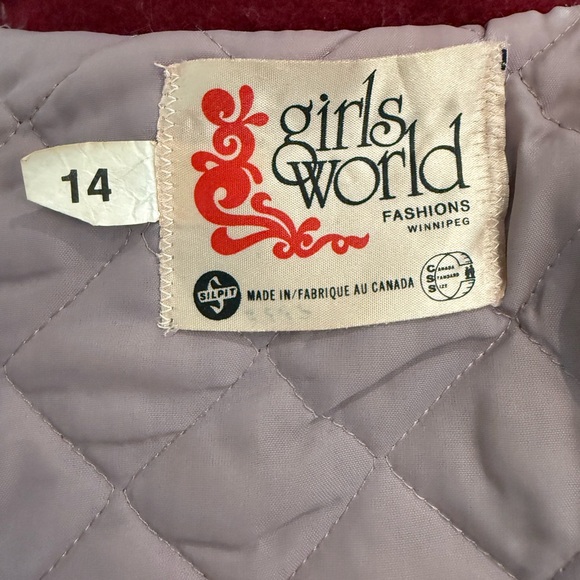 14
girls
world
FASHIONS
WINNIPEG
SILPIT
MADE IN/FABRIQUE AU CANADA
CANADA
STANDARD
SIZE